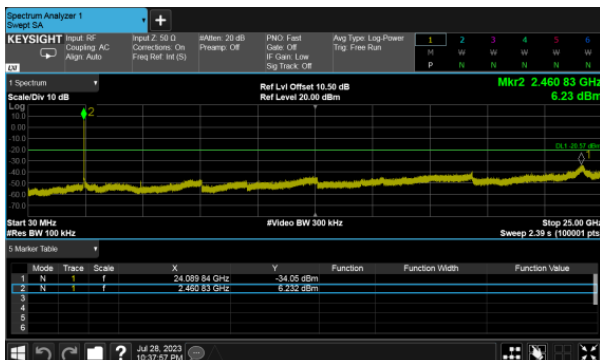 Spectrum Analyzer 1
Swept SA
+
KEYSIGHT
Input: RF
Coupling: AC
Align: Auto
Input Z: 50 Ω
Corrections: On
Freq Ref: Int (S)
#Atten: 20 dB
Preamp: Off
PNO: Fast
Gate: Off
IF Gain: Low
Sig Track: Off
Avg Type: Log-Power
Trig: Free Run
1 2 3 4 5 6
M W W W W W
P N N N N N
LXI
1 Spectrum
Scale/Div 10 dB
Ref Lvl Offset 10.50 dB
Ref Level 20.00 dBm
Mkr2 2.460 83 GHz
6.23 dBm
Log
10.0
0.00
-10.0
-20.0
-30.0
-40.0
-50.0
-60.0
-70.0
2
DL1 -20.57 dBm
1
Start 30 MHz
#Res BW 100 kHz
#Video BW 300 kHz
Stop 25.00 GHz
Sweep 2.39 s (100001 pts)
5 Marker Table
Mode Trace Scale X Y Function Function Width Function Value
1 N 1 f 24.089 84 GHz -34.05 dBm
2 N 1 f 2.460 83 GHz 6.232 dBm
3
4
5
6
?
Jul 28, 2023
10:37:57 PM